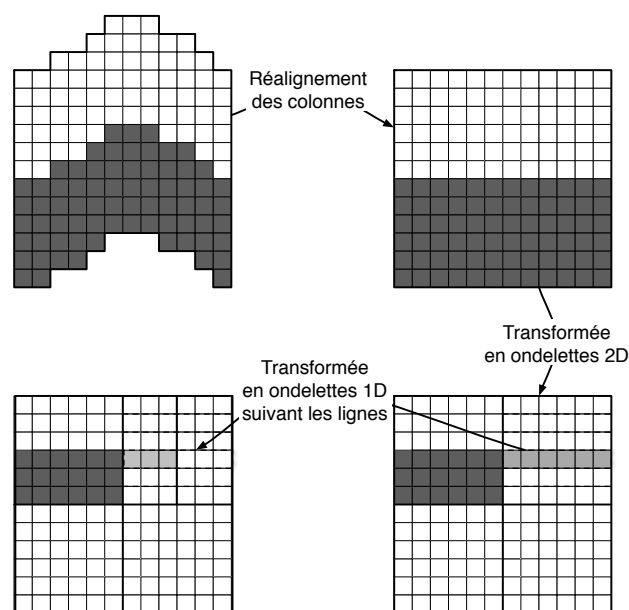 Réalignement
des colonnes
Transformée
en ondelettes 2D
Transformée
en ondelettes 1D
suivant les lignes